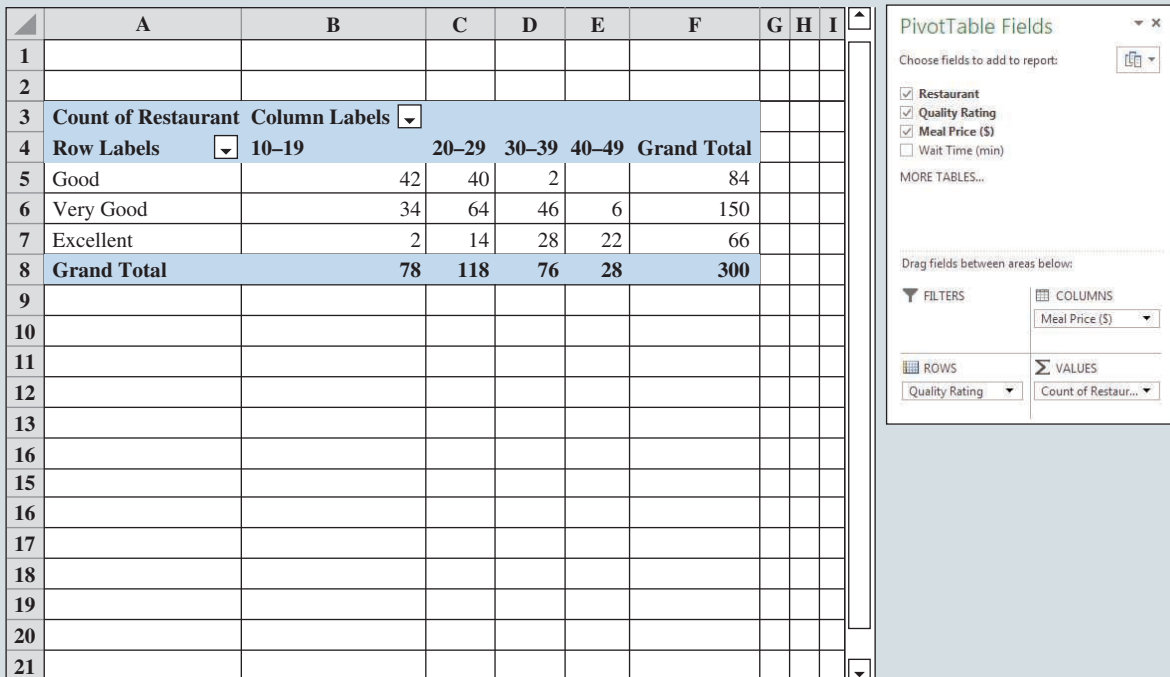 A B C D E F G H I
1
2
3 Count of Restaurant Column Labels
4 Row Labels 10–19 20–29 30–39 40–49 Grand Total
5 Good 42 40 2 84
6 Very Good 34 64 46 6 150
7 Excellent 2 14 28 22 66
8 Grand Total 78 118 76 28 300
9
10
11
12
13
16
15
16
17
18
19
20
21
PivotTable Fields
Choose fields to add to report:
Restaurant
Quality Rating
Meal Price ($)
Wait Time (min)
MORE TABLES...
Drag fields between areas below:
FILTERS COLUMNS
Meal Price ($)
ROWS VALUES
Quality Rating Count of Restaur...